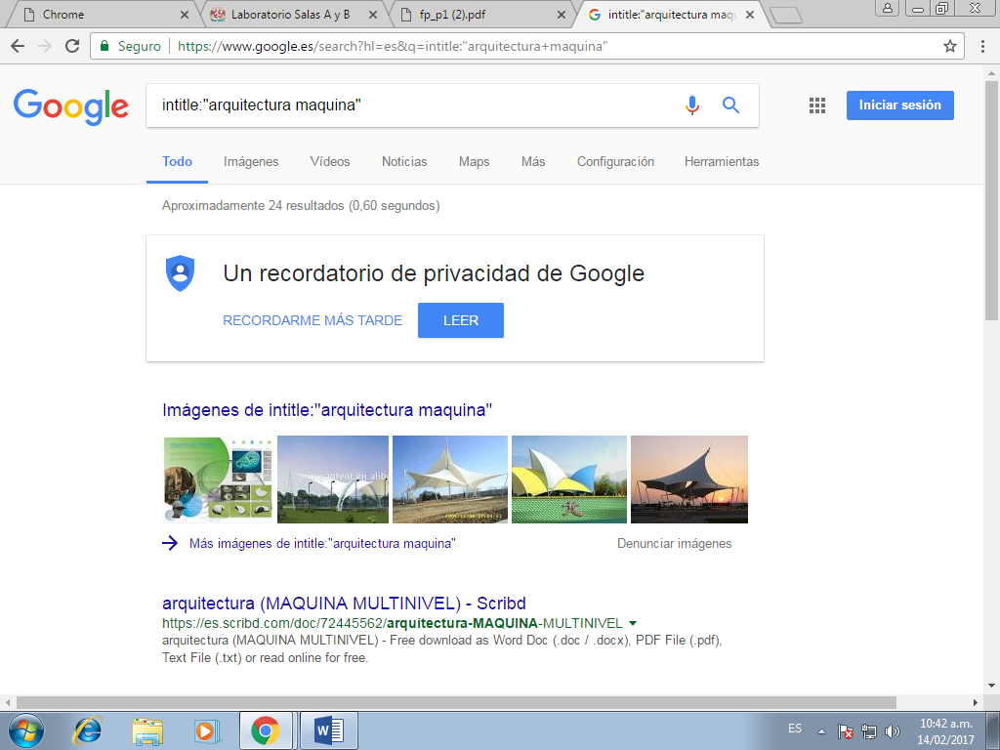 Chrome
Laboratorio Salas A y B
fp_p1 (2).pdf
intitle:"arquitectura maqu
Seguro
https://www.google.es/search?hl=es&q=intitle:"arquitectura+maquina"
Google
intitle:"arquitectura maquina"
Iniciar sesión
Todo Imágenes Vídeos Noticias Maps Más Configuración Herramientas
Aproximadamente 24 resultados (0,60 segundos)
Un recordatorio de privacidad de Google
RECORDARME MÁS TARDE LEER
Imágenes de intitle:"arquitectura maquina"
Más imágenes de intitle:"arquitectura maquina" Denunciar imágenes
arquitectura (MAQUINA MULTINIVEL) - Scribd
https://es.scribd.com/doc/72445562/arquitectura-MAQUINA-MULTINIVEL
arquitectura (MAQUINA MULTINIVEL) - Free download as Word Doc (.doc / .docx), PDF File (.pdf),
Text File (.txt) or read online for free.
ES
10:42 a.m.
14/02/2017